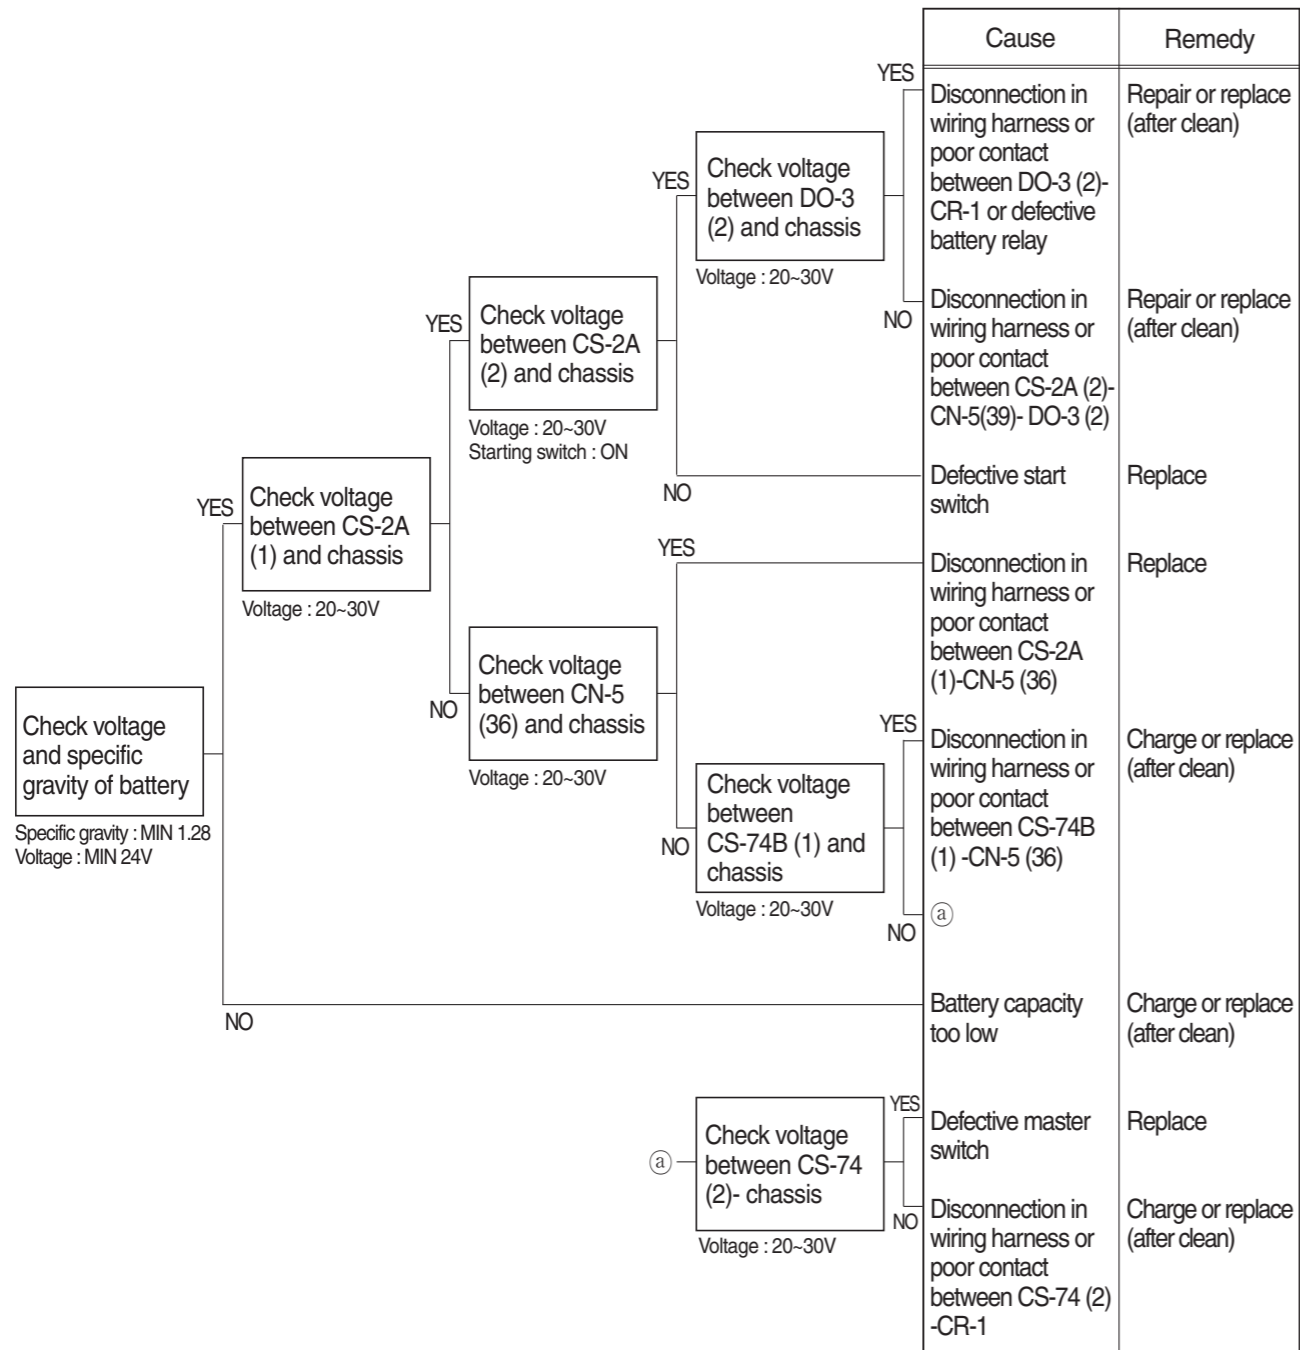 Cause
Remedy
YES
Disconnection in
wiring harness or
poor contact
between DO-3 (2)-
CR-1 or defective
battery relay
Repair or replace
(after clean)
YES
Check voltage
between DO-3
(2) and chassis
Voltage : 20~30V
NO
Disconnection in
wiring harness or
poor contact
between CS-2A (2)-
CN-5(39)- DO-3 (2)
Repair or replace
(after clean)
YES
Check voltage
between CS-2A
(2) and chassis
Voltage : 20~30V
Starting switch : ON
NO
Defective start
switch
Replace
YES
Check voltage
between CS-2A
(1) and chassis
Voltage : 20~30V
YES
Disconnection in
wiring harness or
poor contact
between CS-2A
(1)-CN-5 (36)
Replace
NO
Check voltage
between CN-5
(36) and chassis
Voltage : 20~30V
Check voltage
and specific
gravity of battery
Specific gravity : MIN 1.28
Voltage : MIN 24V
YES
Disconnection in
wiring harness or
poor contact
between CS-74B
(1) -CN-5 (36)
Charge or replace
(after clean)
NO
Check voltage
between
CS-74B (1) and
chassis
Voltage : 20~30V
NO
ⓐ
NO
Battery capacity
too low
Charge or replace
(after clean)
ⓐ
Check voltage
between CS-74
(2)- chassis
Voltage : 20~30V
YES
Defective master
switch
Replace
NO
Disconnection in
wiring harness or
poor contact
between CS-74 (2)
-CR-1
Charge or replace
(after clean)